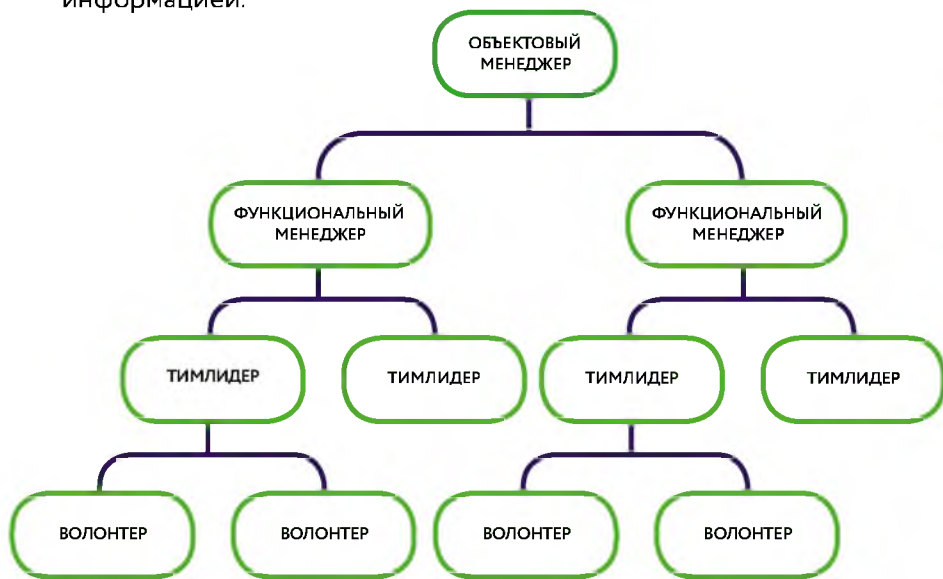 информацией.
ОБЪЕКТОВЫЙ
МЕНЕДЖЕР
ФУНКЦИОНАЛЬНЫЙ
МЕНЕДЖЕР
ФУНКЦИОНАЛЬНЫЙ
МЕНЕДЖЕР
ТИМЛИДЕР
ТИМЛИДЕР
ТИМЛИДЕР
ТИМЛИДЕР
ВОЛОНТЕР
ВОЛОНТЕР
ВОЛОНТЕР
ВОЛОНТЕР